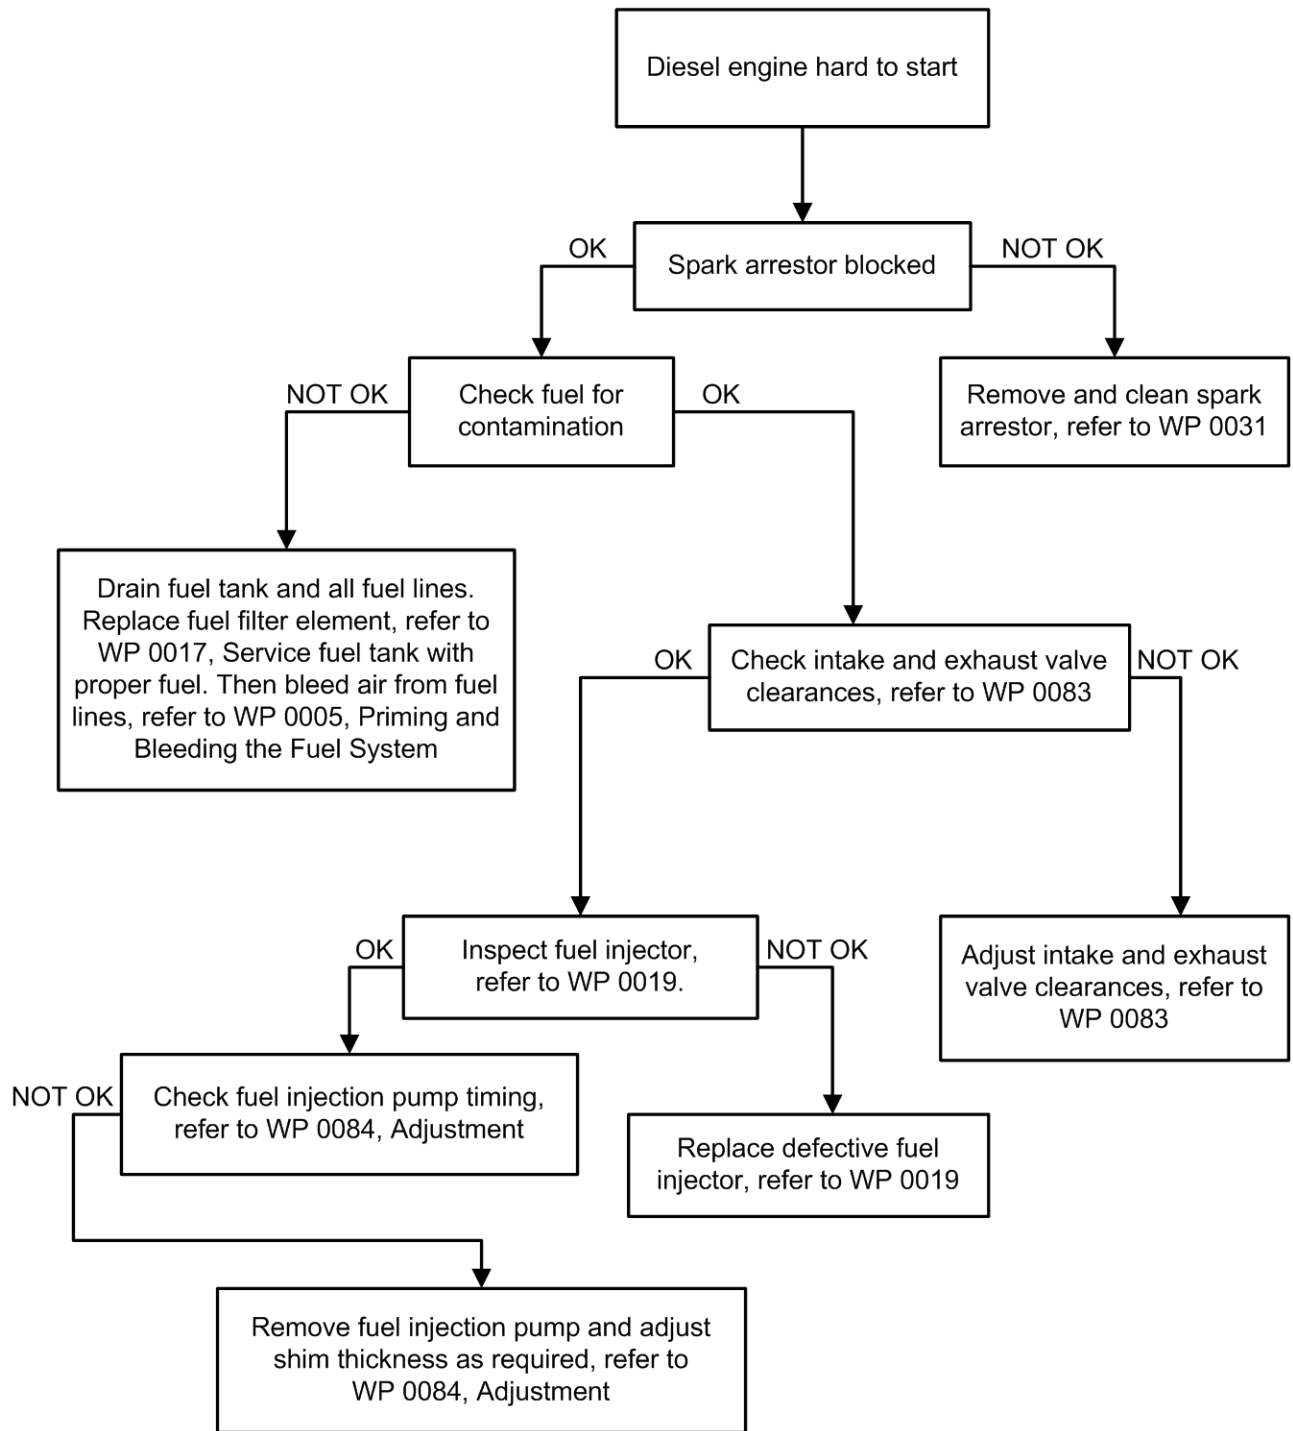 Diesel engine hard to start
OK
Spark arrestor blocked
NOT OK
NOT OK
Check fuel for
contamination
OK
Remove and clean spark
arrestor, refer to WP 0031
Drain fuel tank and all fuel lines.
Replace fuel filter element, refer to
WP 0017, Service fuel tank with
proper fuel. Then bleed air from fuel
lines, refer to WP 0005, Priming and
Bleeding the Fuel System
OK
Check intake and exhaust valve
clearances, refer to WP 0083
NOT OK
OK
Inspect fuel injector,
refer to WP 0019.
NOT OK
Adjust intake and exhaust
valve clearances, refer to
WP 0083
NOT OK
Check fuel injection pump timing,
refer to WP 0084, Adjustment
Replace defective fuel
injector, refer to WP 0019
Remove fuel injection pump and adjust
shim thickness as required, refer to
WP 0084, Adjustment